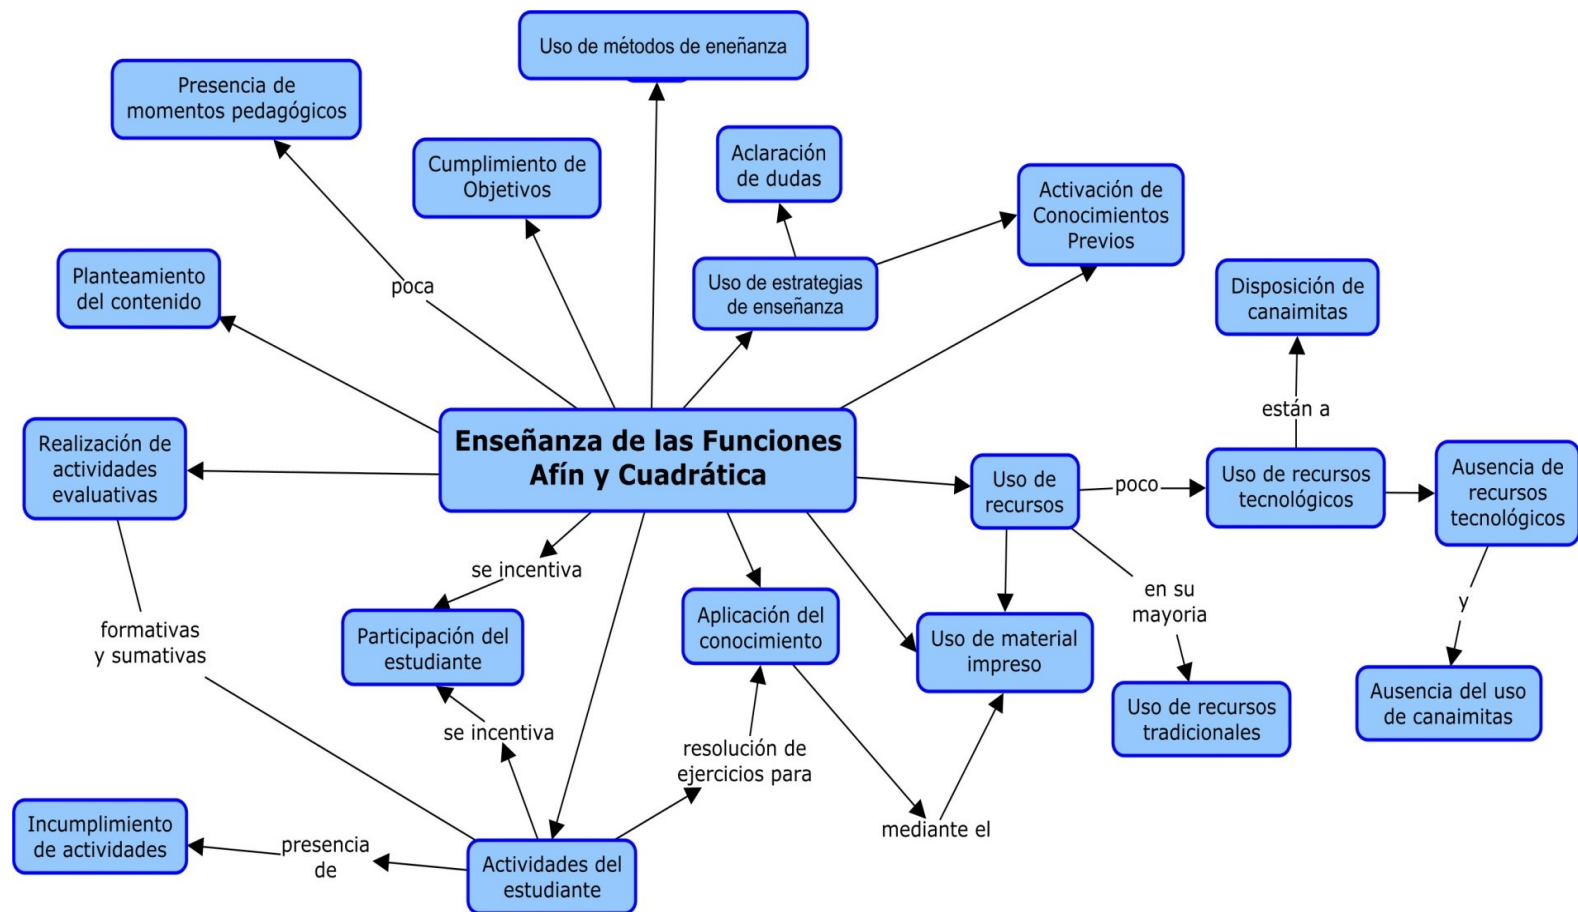 Uso de métodos de eneñanza
Presencia de
momentos pedagógicos
Cumplimiento de
Objetivos
Aclaración
de dudas
Activación de
Conocimientos
Previos
Planteamiento
del contenido
poca
Uso de estrategias
de enseñanza
Disposición de
canaimitas
están a
Enseñanza de las Funciones
Afín y Cuadrática
Realización de
actividades
evaluativas
Uso de
recursos
poco
Uso de recursos
tecnológicos
Ausencia de
recursos
tecnológicos
se incentiva
formativas
y sumativas
Participación del
estudiante
Aplicación del
conocimiento
Uso de material
impreso
en su
mayoria
y
Uso de recursos
tradicionales
Ausencia del uso
de canaimitas
se incentiva
resolución de
ejercicios para
mediante el
Incumplimiento
de actividades
presencia
de
Actividades del
estudiante